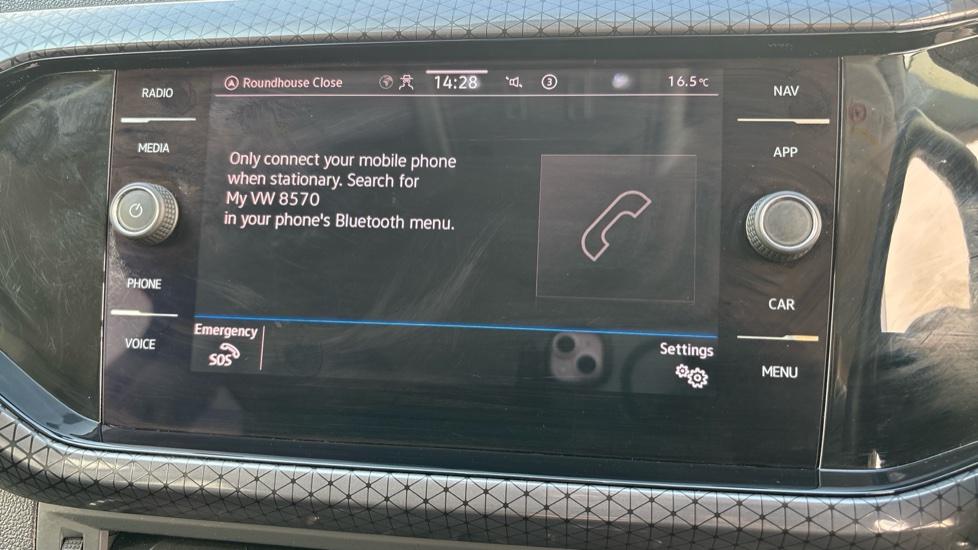 RADIO
MEDIA
PHONE
VOICE
Roundhouse Close 14:28 3 16.5°C
Only connect your mobile phone
when stationary. Search for
My VW 8570
in your phone's Bluetooth menu.
Emergency
SOS
Settings
NAV
APP
CAR
MENU